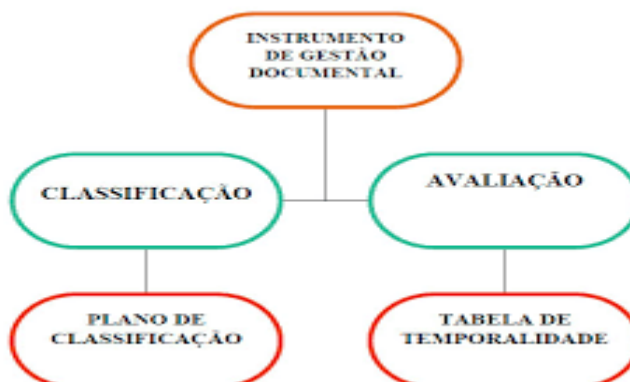 INSTRUMENTO
DE GESTÃO
DOCUMENTAL
CLASSIFICAÇÃO
AVALIAÇÃO
PLANO DE
CLASSIFICAÇÃO
TABELA DE
TEMPORALIDADE